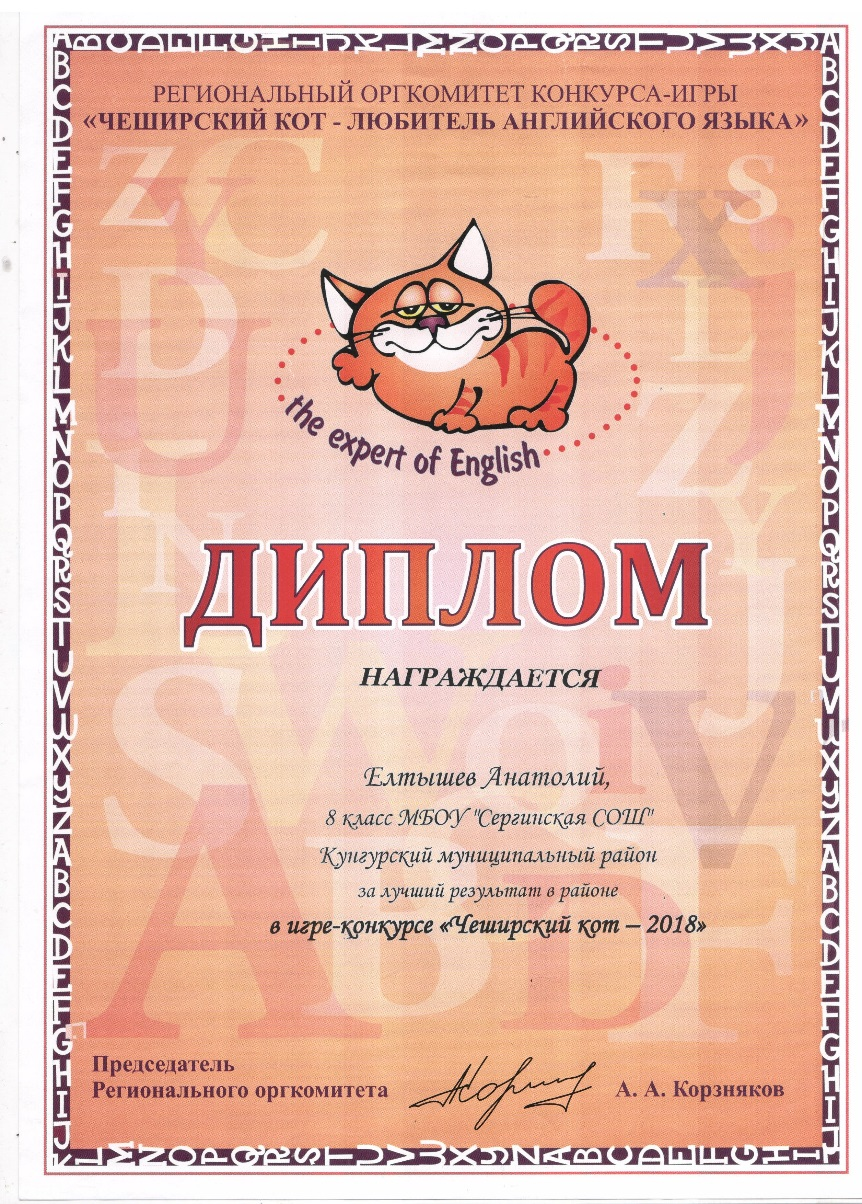 РЕГИОНАЛЬНЫЙ ОРГКОМИТЕТ КОНКУРСА-ИГРЫ
«ЧЕШИРСКИЙ КОТ - ЛЮБИТЕЛЬ АНГЛИЙСКОГО ЯЗЫКА»
the expert of English
ДИПЛОМ
НАГРАЖДАЕТСЯ
Елтышев Анатолий,
8 класс МБОУ "Сергинская СОШ"
Кунгурский муниципальный район
за лучший результат в районе
в игре-конкурсе «Чеширский кот – 2018»
Председатель
Регионального оргкомитета
А. А. Корзняков